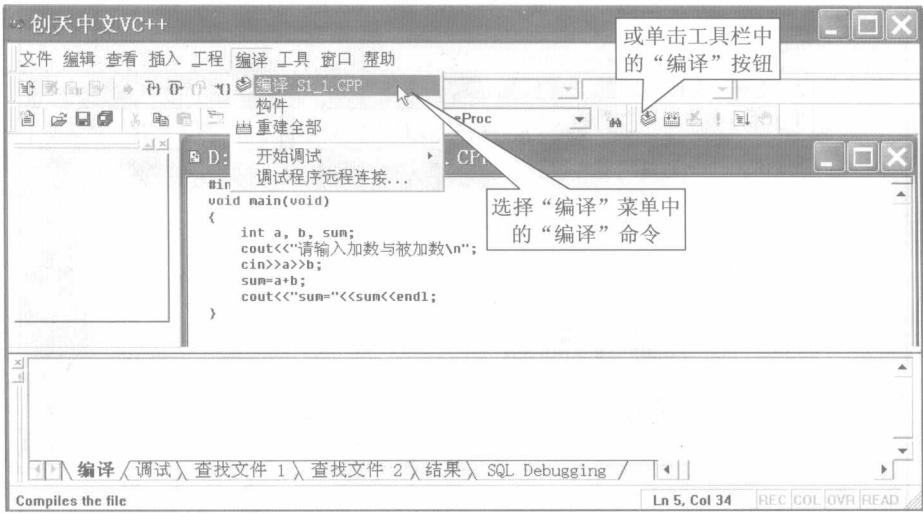 创天中文VC++
文件 编辑 查看 插入 工程 编译 工具 窗口 整助
或单击工具栏中
的“编译”按钮
编译 S1_1.CPP
构件
重建全部
开始调试
调试程序远程连接...
sProc
D:
. CP
选择“编译”菜单中
的“编译”命令
#in
void main(void)
{
int a, b, sum;
cout<<"请输入加数与被加数\n";
cin>>a>>b;
sum=a+b;
cout<<"sum="<<sum<<endl;
}
编译 调试 查找文件 1 查找文件 2 结果 SQL Debugging
Compiles the file
Ln 5, Col 34 REC COL OVR READ